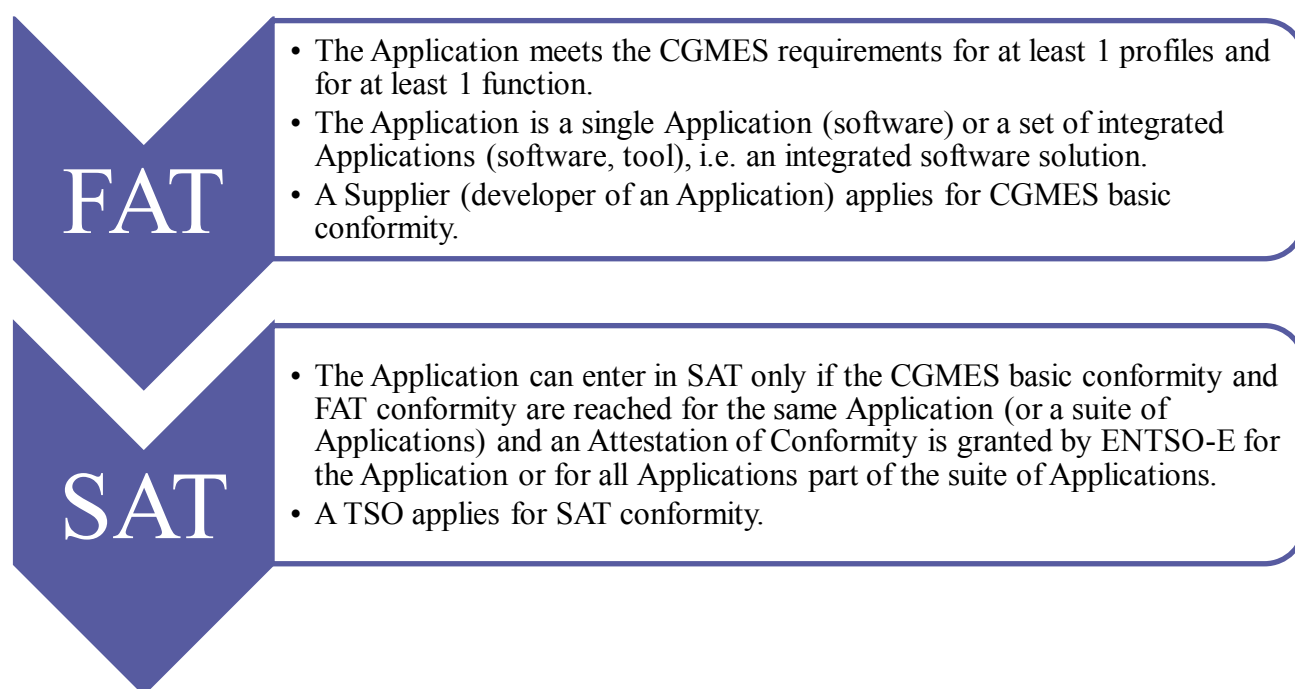 FAT
• The Application meets the CGMES requirements for at least 1 profiles and
for at least 1 function.
• The Application is a single Application (software) or a set of integrated
Applications (software, tool), i.e. an integrated software solution.
• A Supplier (developer of an Application) applies for CGMES basic
conformity.
SAT
• The Application can enter in SAT only if the CGMES basic conformity and
FAT conformity are reached for the same Application (or a suite of
Applications) and an Attestation of Conformity is granted by ENTSO-E for
the Application or for all Applications part of the suite of Applications.
• A TSO applies for SAT conformity.